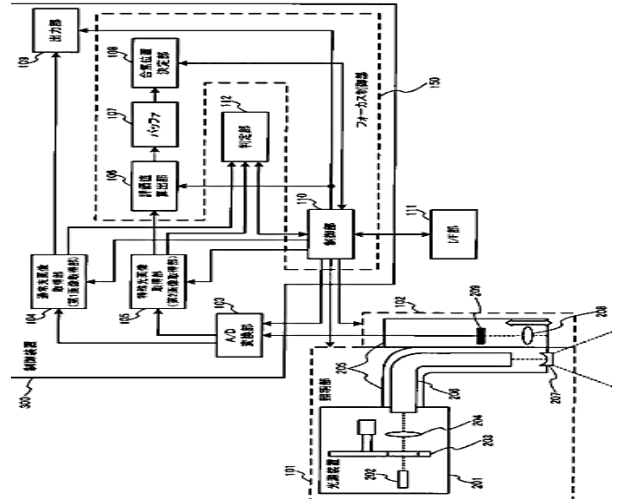 制御装置
300
通常光画像
取得部
(第1画像取得部)
104
特殊光画像
取得部
(第2画像取得部)
105
A/D
変換部
103
出力部
109
合焦位置
決定部
108
バッファ
107
評価値
算出部
106
判定部
112
制御部
110
フォーカス制御部
150
I/F部
111
照明部
101
光源装置
201
202
203
204
205
206
207
208
209
102